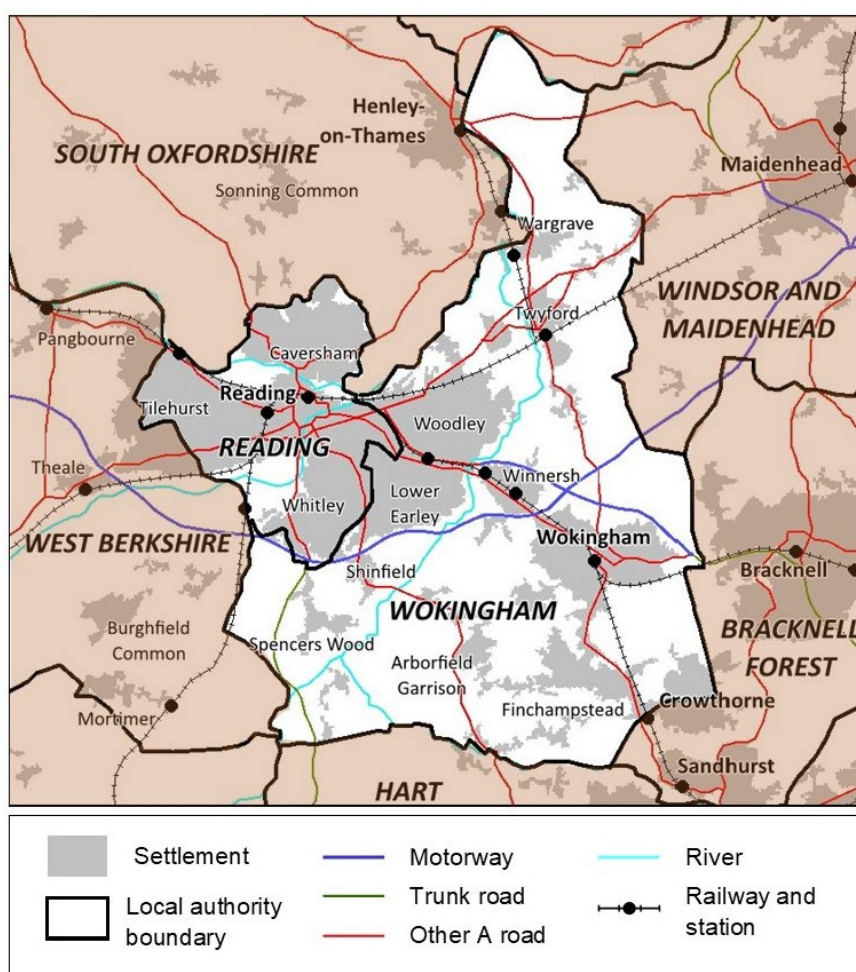 Henley-
on-Thames
SOUTH OXFORDSHIRE
Maidenhead
Sonning Common
Wargrave
WINDSOR AND
MAIDENHEAD
Twyford
Pangbourne
Caversham
Reading
Tilehurst
Woodley
READING
Theale
Winnersh
Lower
Earley
Whitley
WEST BERKSHIRE
Wokingham
Shinfield
Bracknell
WOKINGHAM
Burghfield
Common
Spencers Wood
BRACKNELL
FOREST
Arborfield
Garrison
Mortimer
Finchampstead
Crowthorne
Sandhurst
HART
Settlement
Motorway
River
Local authority
boundary
Trunk road
Railway and
station
Other A road